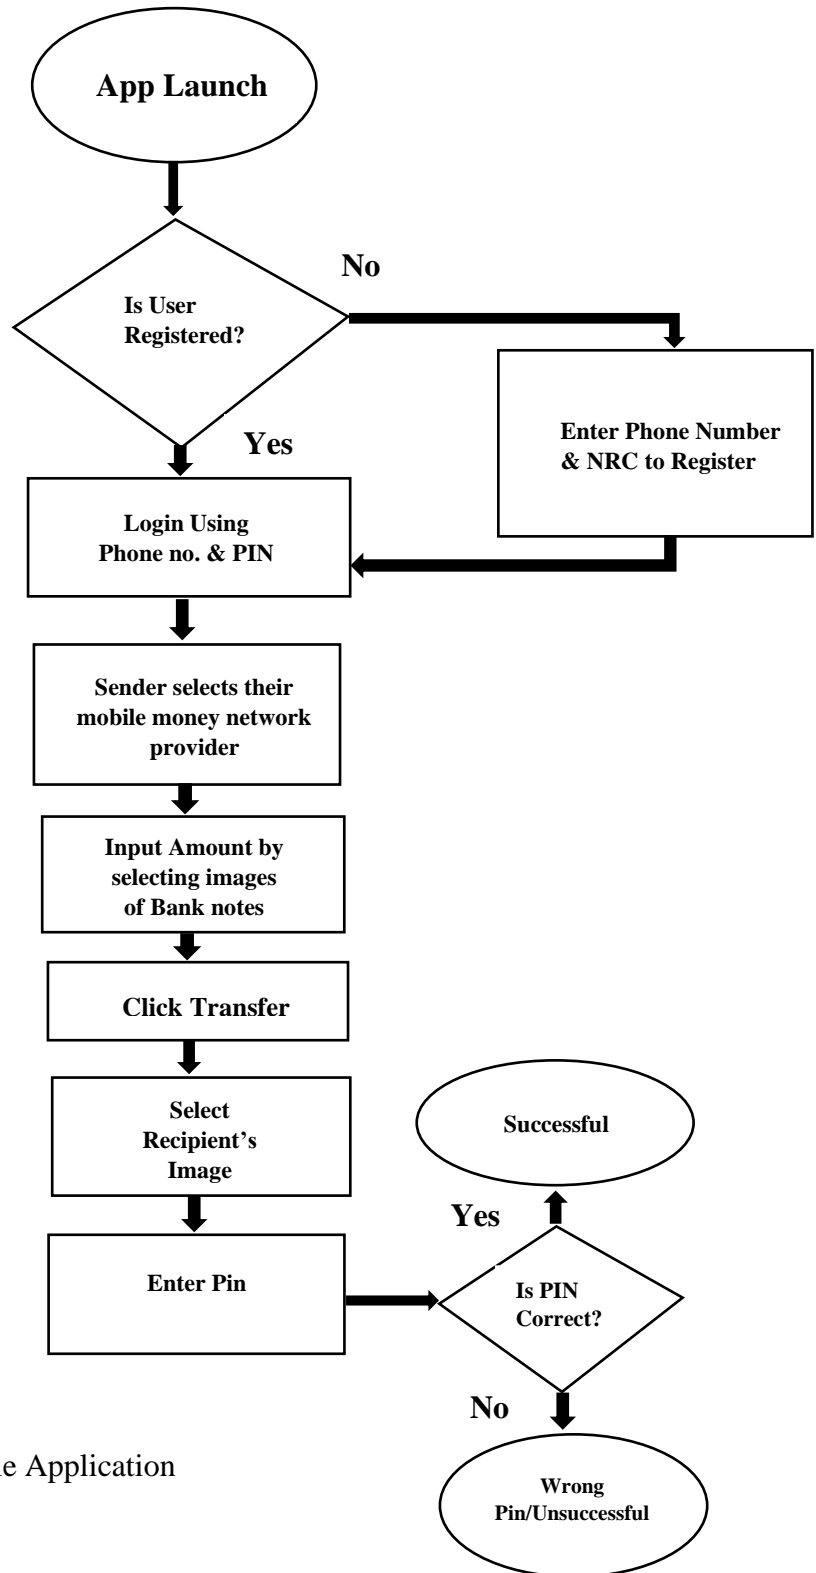 App Launch
No
Is User
Registered?
Enter Phone Number
& NRC to Register
Yes
Login Using
Phone no. & PIN
Sender selects their
mobile money network
provider
Input Amount by
selecting images
of Bank notes
Click Transfer
Select
Recipient’s
Image
Successful
Yes
Enter Pin
Is PIN
Correct?
No
Application
Wrong
Pin/Unsuccessful